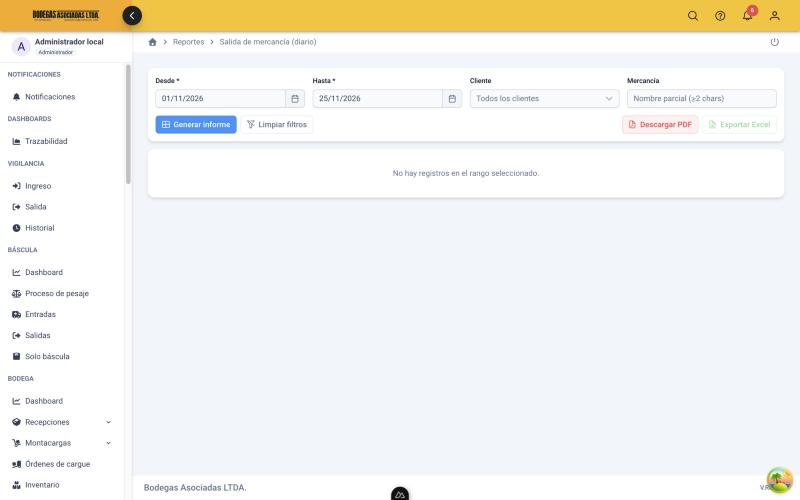 BODEGAS ASOCIADAS LTDA.
6
A
Administrador local
Administrador
Reportes
Salida de mercancía (diario)
NOTIFICACIONES
Notificaciones
DASHBOARDS
Trazabilidad
VIGILANCIA
Ingreso
Salida
Historial
BÁSCULA
Dashboard
Proceso de pesaje
Entradas
Salidas
Solo báscula
BODEGA
Dashboard
Recepciones
Montacargas
Órdenes de cargue
Inventario
Desde *
Hasta *
Cliente
Mercancía
01/11/2026
25/11/2026
Todos los clientes
Nombre parcial (≥2 chars)
Generar informe
Limpiar filtros
Descargar PDF
Exportar Excel
No hay registros en el rango seleccionado.
Bodegas Asociadas LTDA.